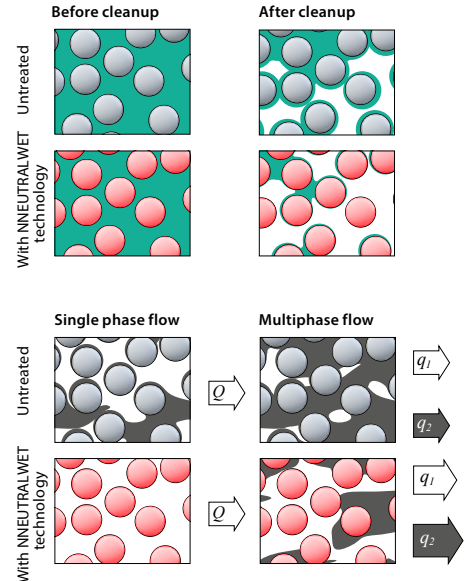 Before cleanup
After cleanup
Untreated
With NNEUTRALWET
technology
Single phase flow
Multiphase flow
Untreated
Q
q1
q2
With NNEUTRALWET
technology
Q
q1
q2